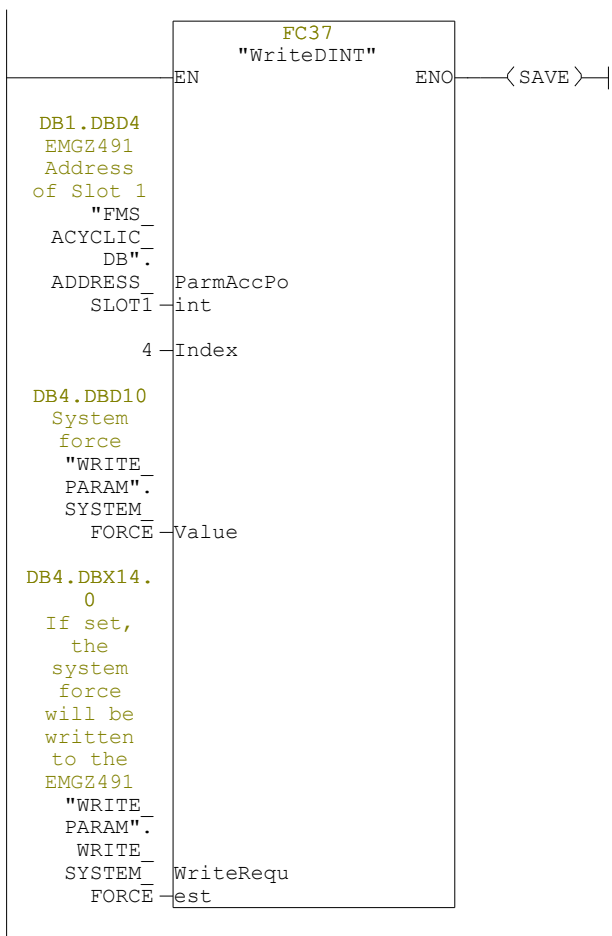 FC37
"WriteDINT"
EN ENO SAVE
DB1.DBD4
EMGZ491
Address
of Slot 1
"FMS_
ACYCLIC_
DB".
ADDRESS_ ParmAccPo
SLOT1 int
4 Index
DB4.DBD10
System
force
"WRITE_
PARAM".
SYSTEM_
FORCE Value
DB4.DBX14.
0
If set,
the
system
force
will be
written
to the
EMGZ491
"WRITE_
PARAM".
WRITE_
SYSTEM_ WriteRequ
FORCE est